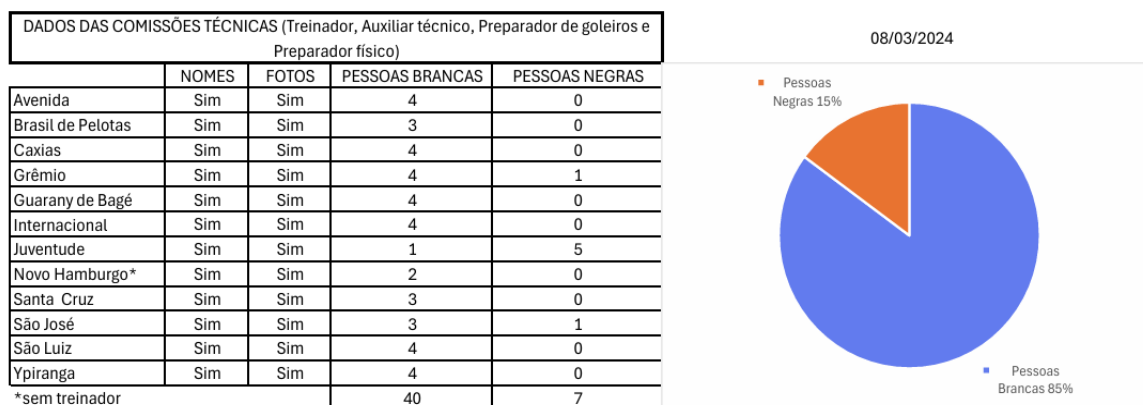 DADOS DAS COMISSÕES TÉCNICAS (Treinador, Auxiliar técnico, Preparador de goleiros e
Preparador físico)
NOMES FOTOS PESSOAS BRANCAS PESSOAS NEGRAS
Avenida Sim Sim 4 0
Brasil de Pelotas Sim Sim 3 0
Caxias Sim Sim 4 0
Grêmio Sim Sim 4 1
Guarany de Bagé Sim Sim 4 0
Internacional Sim Sim 4 0
Juventude Sim Sim 1 5
Novo Hamburgo* Sim Sim 2 0
Santa Cruz Sim Sim 3 0
São José Sim Sim 3 1
São Luiz Sim Sim 4 0
Ypiranga Sim Sim 4 0
*sem treinador 40 7
08/03/2024
Pessoas
Negras 15%
Pessoas
Brancas 85%